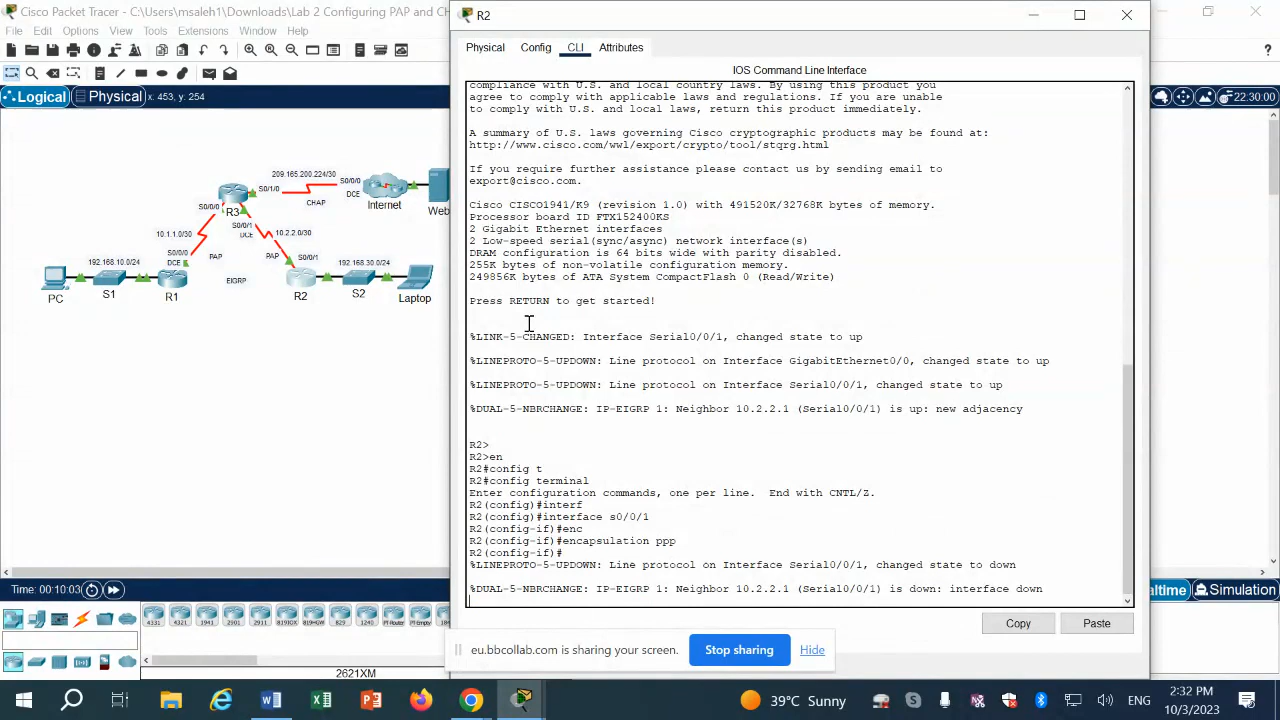 Cisco Packet Tracer - C:\Users\msaleh1\Downloads\Lab 2 Configuring PAP and CH
R2
File Edit Options View Tools Extensions Window Help
Physical Config CLI Attributes
IOS Command Line Interface
Logical Physical x: 453, y: 254
22:30:00
compliance with U.S. and local country laws. By using this product you
agree to comply with applicable laws and regulations. If you are unable
to comply with U.S. and local laws, return this product immediately.
A summary of U.S. laws governing Cisco cryptographic products may be found at:
http://www.cisco.com/wwl/export/crypto/tool/stqrg.html
If you require further assistance please contact us by sending email to
export@cisco.com.
Cisco CISCO1941/K9 (revision 1.0) with 491520K/32768K bytes of memory.
Processor board ID FTX152400KS
2 Gigabit Ethernet interfaces
2 Low-speed serial(sync/async) network interface(s)
DRAM configuration is 64 bits wide with parity disabled.
255K bytes of non-volatile configuration memory.
249856K bytes of ATA System CompactFlash 0 (Read/Write)
Press RETURN to get started!
%LINK-5-CHANGED: Interface Serial0/0/1, changed state to up
%LINEPROTO-5-UPDOWN: Line protocol on Interface GigabitEthernet0/0, changed state to up
%LINEPROTO-5-UPDOWN: Line protocol on Interface Serial0/0/1, changed state to up
%DUAL-5-NBRCHANGE: IP-EIGRP 1: Neighbor 10.2.2.1 (Serial0/0/1) is up: new adjacency
R2>
R2>en
R2#config t
R2#config terminal
Enter configuration commands, one per line. End with CNTL/Z.
R2(config)#interf
R2(config)#interface s0/0/1
R2(config-if)#enc
R2(config-if)#encapsulation ppp
R2(config-if)#
%LINEPROTO-5-UPDOWN: Line protocol on Interface Serial0/0/1, changed state to down
%DUAL-5-NBRCHANGE: IP-EIGRP 1: Neighbor 10.2.2.1 (Serial0/0/1) is down: interface down
Copy Paste
209.165.200.224/30
S0/1/0
S0/0/0
DCE
CHAP
Internet
Web
S0/0/0
R3
S0/0/1
DCE
10.1.1.0/30
10.2.2.0/30
S0/0/0
DCE
PAP
PAP
S0/0/1
192.168.10.0/24
192.168.30.0/24
EIGRP
PC
S1
R1
R2
S2
Laptop
Time: 00:10:03
altime Simulation
4331 4321 1941 2901 2911 819IOX 819HGW 829 1240 PT-Router PT-Empty
2621XM
eu.bbcollab.com is sharing your screen. Stop sharing Hide
39°C Sunny
ENG
2:32 PM
10/3/2023